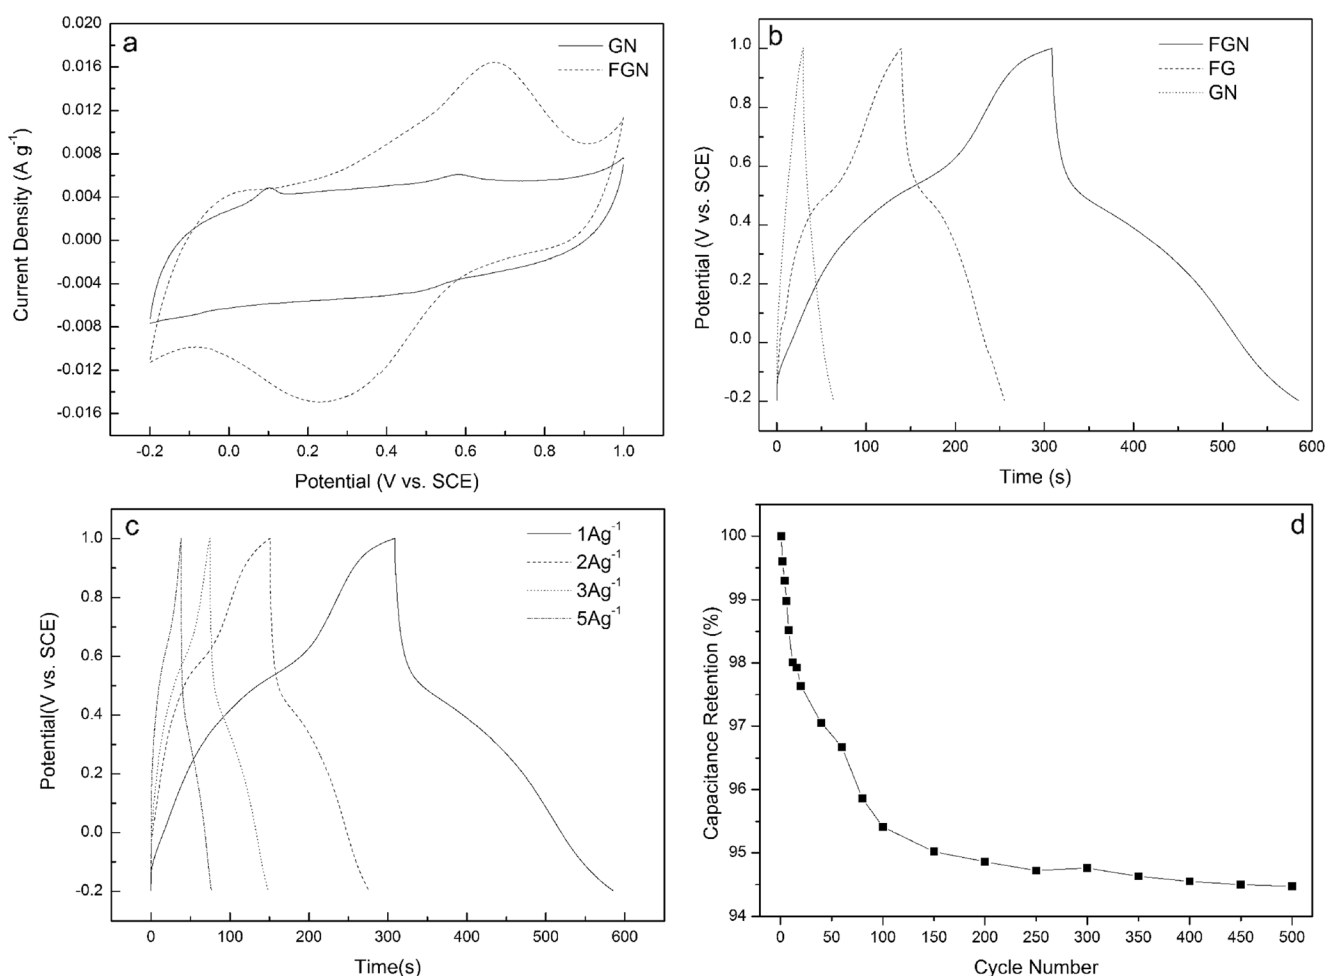 a
GN
FGN
0.020
0.016
0.012
0.008
0.004
0.000
-0.004
-0.008
-0.012
-0.016
Current Density (A g-1)
-0.2 0.0 0.2 0.4 0.6 0.8 1.0
Potential (V vs. SCE)
b
FGN
FG
GN
1.0
0.8
0.6
0.4
0.2
0.0
-0.2
Potential (V vs. SCE)
0 100 200 300 400 500 600
Time (s)
c
1Ag-1
2Ag-1
3Ag-1
5Ag-1
1.0
0.8
0.6
0.4
0.2
0.0
-0.2
Potential(V vs. SCE)
0 100 200 300 400 500 600
Time(s)
d
100
99
98
97
96
95
94
Capacitance Retention (%)
0 50 100 150 200 250 300 350 400 450 500
Cycle Number